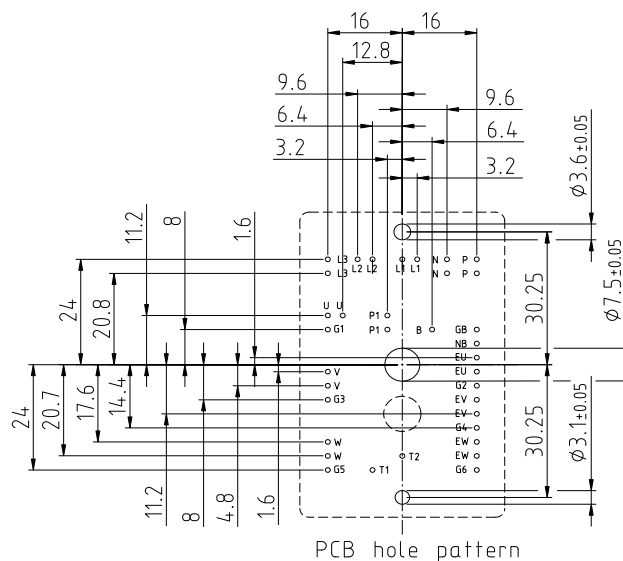 16 16
12.8
9.6 9.6
6.4 6.4
3.2 3.2
Ø3.6±0.05
Ø7.5±0.05
11.2
8
1.6
24
20.8
30.25
L3 L2 L2 L1 L1 N P
L3 N P
U U P1
G1 P1 B GB
NB
EU
V EU
V G2
G3 EV
EV
G4
W EW
W T2 EW
G5 T1 G6
24
20.7
17.6
14.4
11.2
8
4.8
1.6
30.25
Ø3.1±0.05
PCB hole pattern